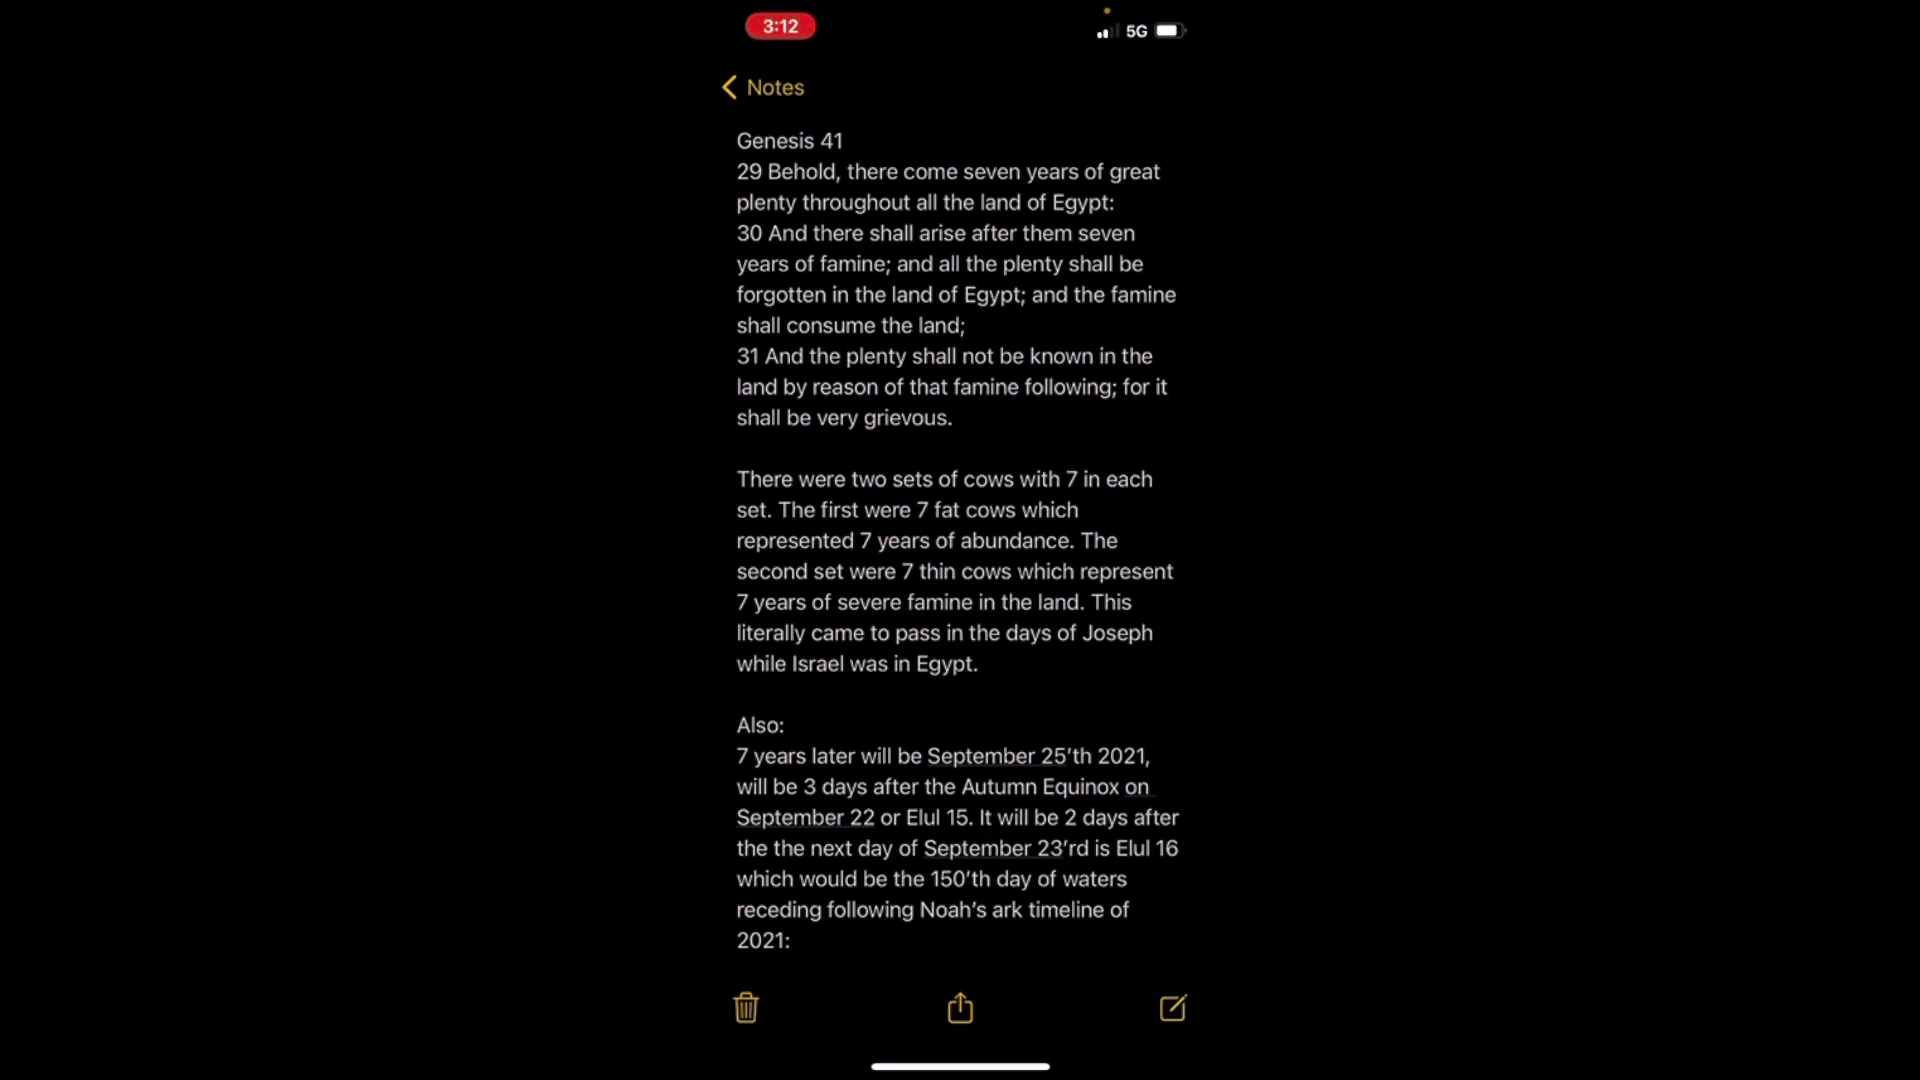 3:12
5G
Notes
Genesis 41
29 Behold, there come seven years of great
plenty throughout all the land of Egypt:
30 And there shall arise after them seven
years of famine; and all the plenty shall be
forgotten in the land of Egypt; and the famine
shall consume the land;
31 And the plenty shall not be known in the
land by reason of that famine following; for it
shall be very grievous.
There were two sets of cows with 7 in each
set. The first were 7 fat cows which
represented 7 years of abundance. The
second set were 7 thin cows which represent
7 years of severe famine in the land. This
literally came to pass in the days of Joseph
while Israel was in Egypt.
Also:
7 years later will be September 25’th 2021,
will be 3 days after the Autumn Equinox on
September 22 or Elul 15. It will be 2 days after
the the next day of September 23’rd is Elul 16
which would be the 150’th day of waters
receding following Noah’s ark timeline of
2021: